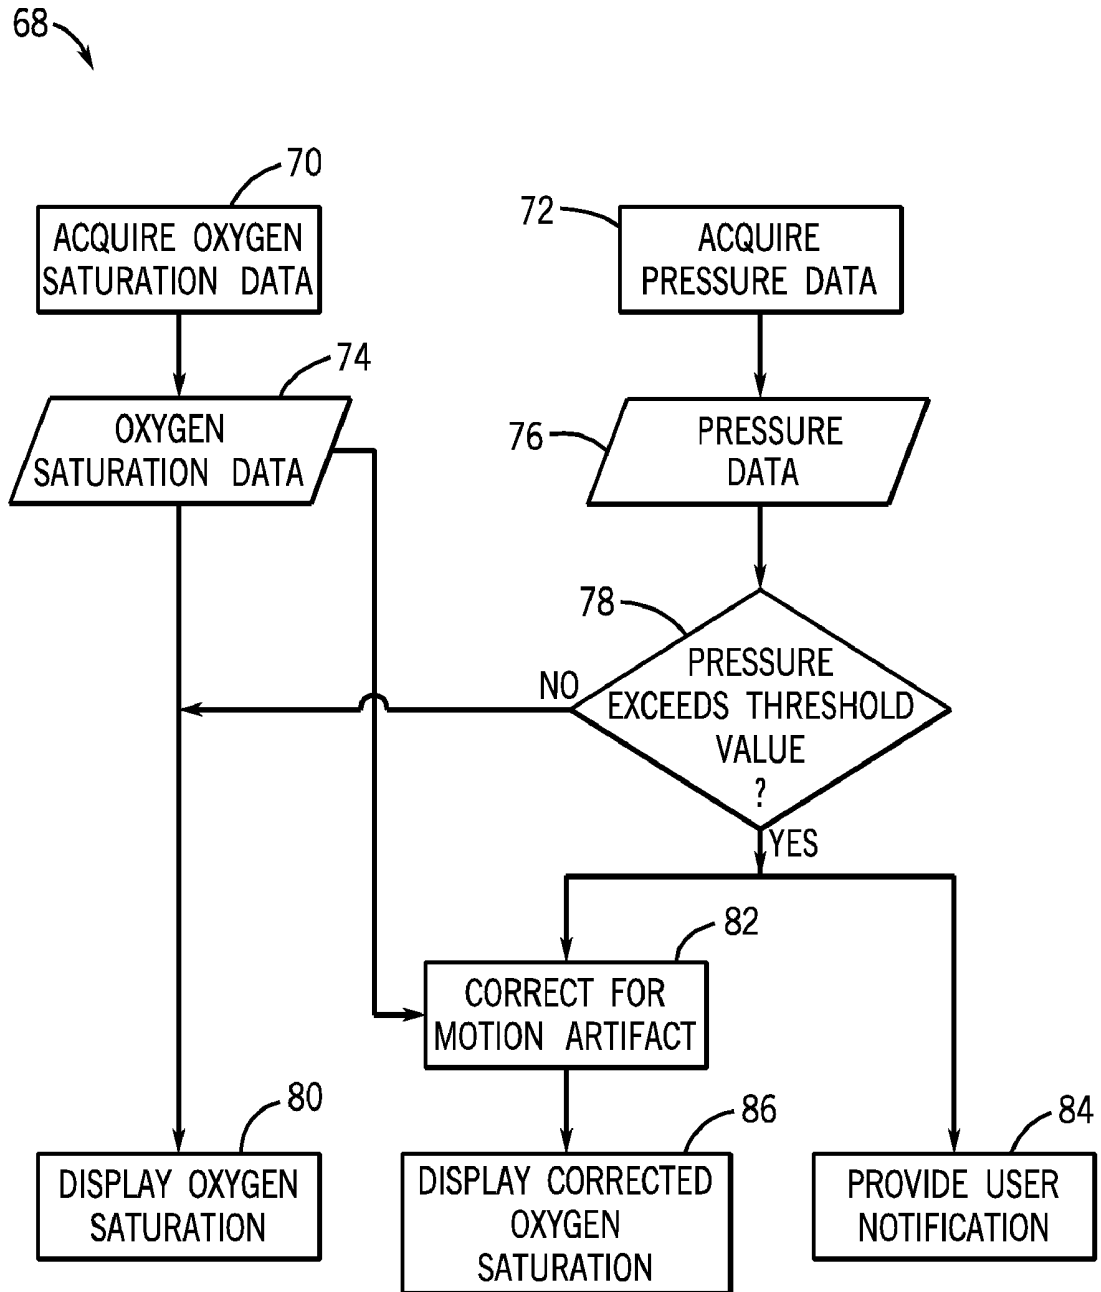 68
70
ACQUIRE OXYGEN
SATURATION DATA
72
ACQUIRE
PRESSURE DATA
74
OXYGEN
SATURATION DATA
76
PRESSURE
DATA
78
PRESSURE
EXCEEDS THRESHOLD
VALUE
?
NO
YES
82
CORRECT FOR
MOTION ARTIFACT
80
DISPLAY OXYGEN
SATURATION
86
DISPLAY CORRECTED
OXYGEN
SATURATION
84
PROVIDE USER
NOTIFICATION